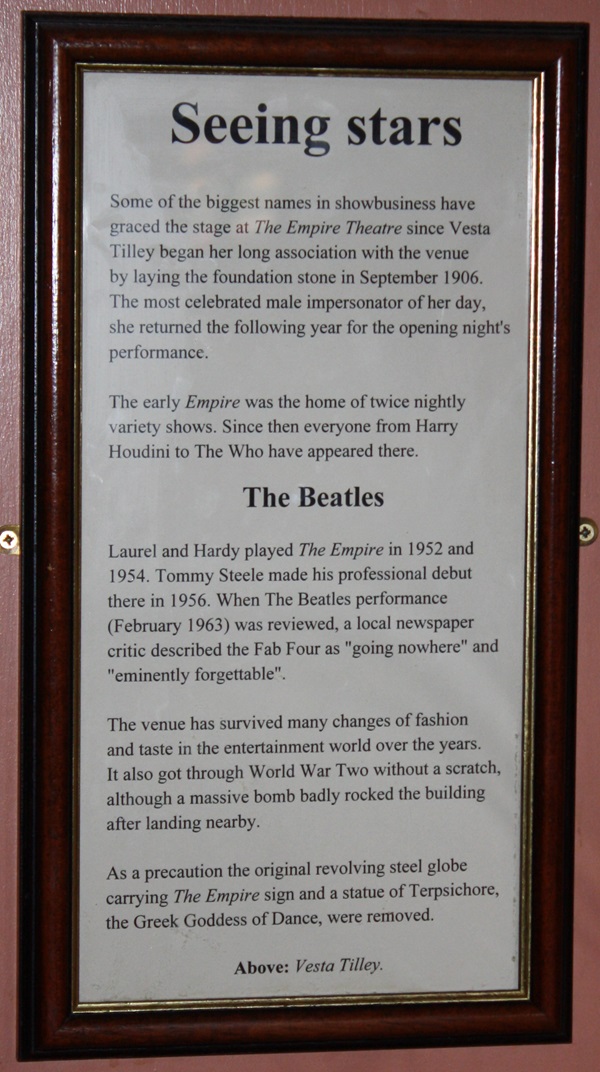 Seeing stars
Some of the biggest names in showbusiness have
graced the stage at The Empire Theatre since Vesta
Tilley began her long association with the venue
by laying the foundation stone in September 1906.
The most celebrated male impersonator of her day,
she returned the following year for the opening night's
performance.
The early Empire was the home of twice nightly
variety shows. Since then everyone from Harry
Houdini to The Who have appeared there.
The Beatles
Laurel and Hardy played The Empire in 1952 and
1954. Tommy Steele made his professional debut
there in 1956. When The Beatles performance
(February 1963) was reviewed, a local newspaper
critic described the Fab Four as "going nowhere" and
"eminently forgettable".
The venue has survived many changes of fashion
and taste in the entertainment world over the years.
It also got through World War Two without a scratch,
although a massive bomb badly rocked the building
after landing nearby.
As a precaution the original revolving steel globe
carrying The Empire sign and a statue of Terpsichore,
the Greek Goddess of Dance, were removed.
Above: Vesta Tilley.